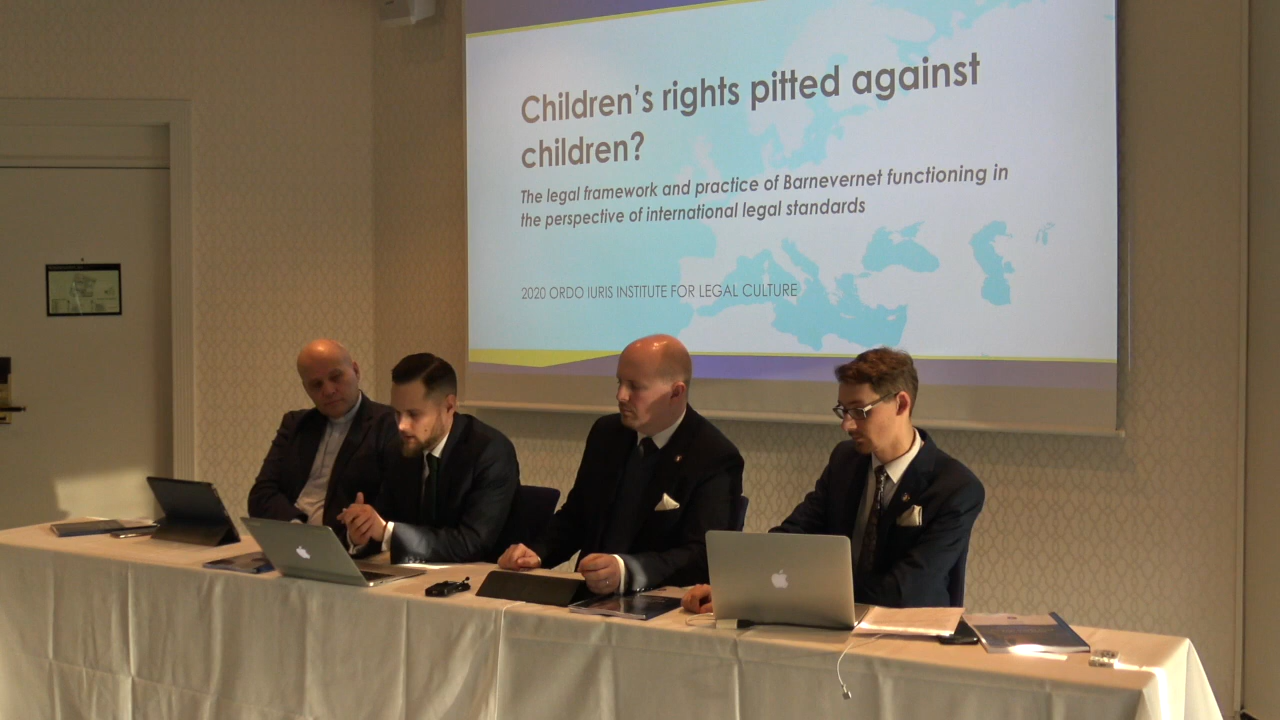 Children's rights pitted against
children?
The legal framework and practice of Barnevernet functioning in
the perspective of international legal standards
2020 ORDO IURIS INSTITUTE FOR LEGAL CULTURE